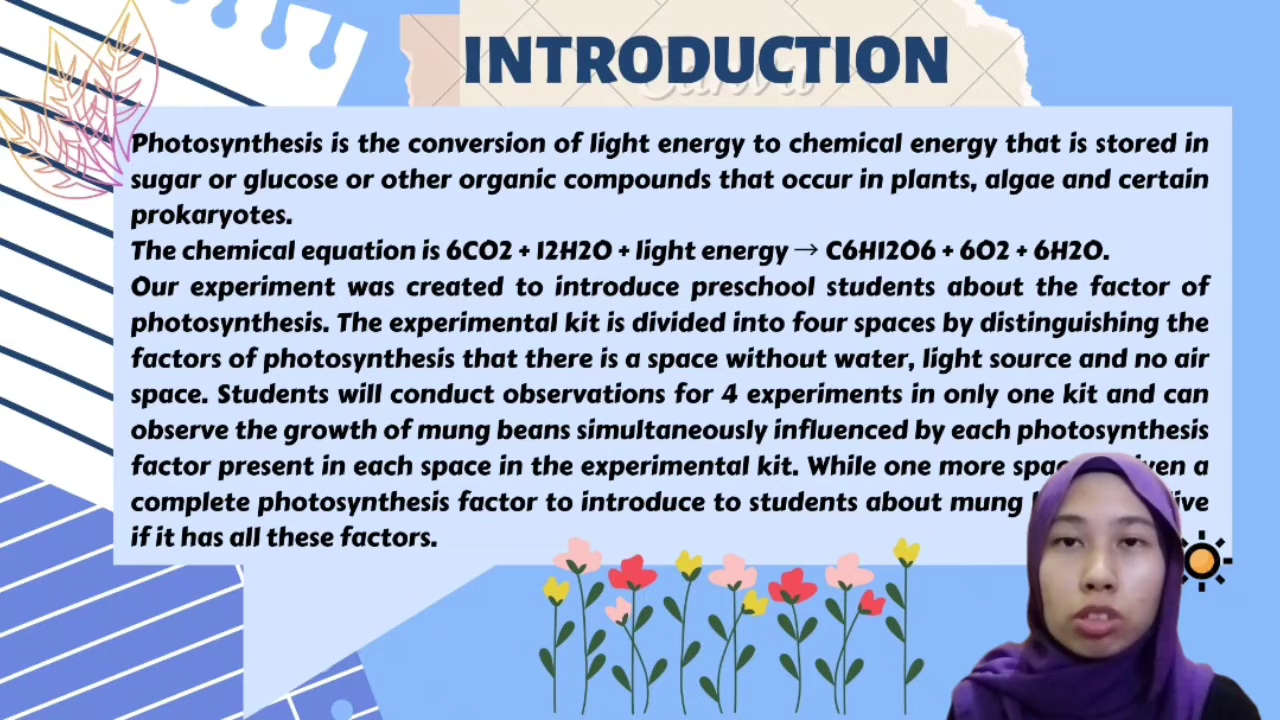 INTRODUCTION
Canva
Photosynthesis is the conversion of light energy to chemical energy that is stored in
sugar or glucose or other organic compounds that occur in plants, algae and certain
prokaryotes.
The chemical equation is 6CO2 + 12H2O + light energy → C6H12O6 + 6O2 + 6H2O.
Our experiment was created to introduce preschool students about the factor of
photosynthesis. The experimental kit is divided into four spaces by distinguishing the
factors of photosynthesis that there is a space without water, light source and no air
space. Students will conduct observations for 4 experiments in only one kit and can
observe the growth of mung beans simultaneously influenced by each photosynthesis
factor present in each space in the experimental kit. While one more a
complete photosynthesis factor to introduce to students about mung
if it has all these factors.